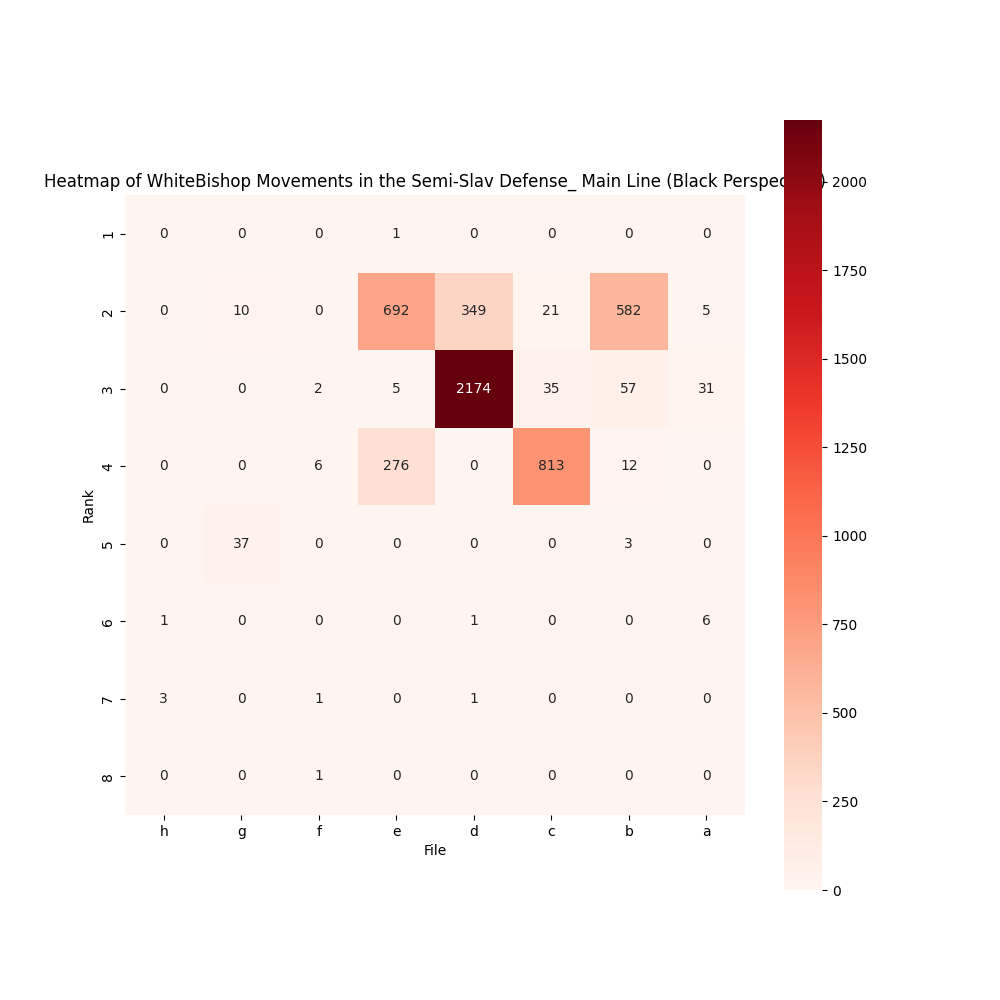 Heatmap of WhiteBishop Movements in the Semi-Slav Defense_ Main Line (Black
2000
1750
1500
1250
1000
750
500
250
0
Rank
1 0 0 0 1 0 0 0 0
2 0 10 0 692 349 21 582 5
3 0 0 2 5 2174 35 57 31
4 0 0 6 276 0 813 12 0
5 0 37 0 0 0 0 3 0
6 1 0 0 0 1 0 0 6
7 3 0 1 0 1 0 0 0
8 0 0 1 0 0 0 0 0
h g f e d c b a
File